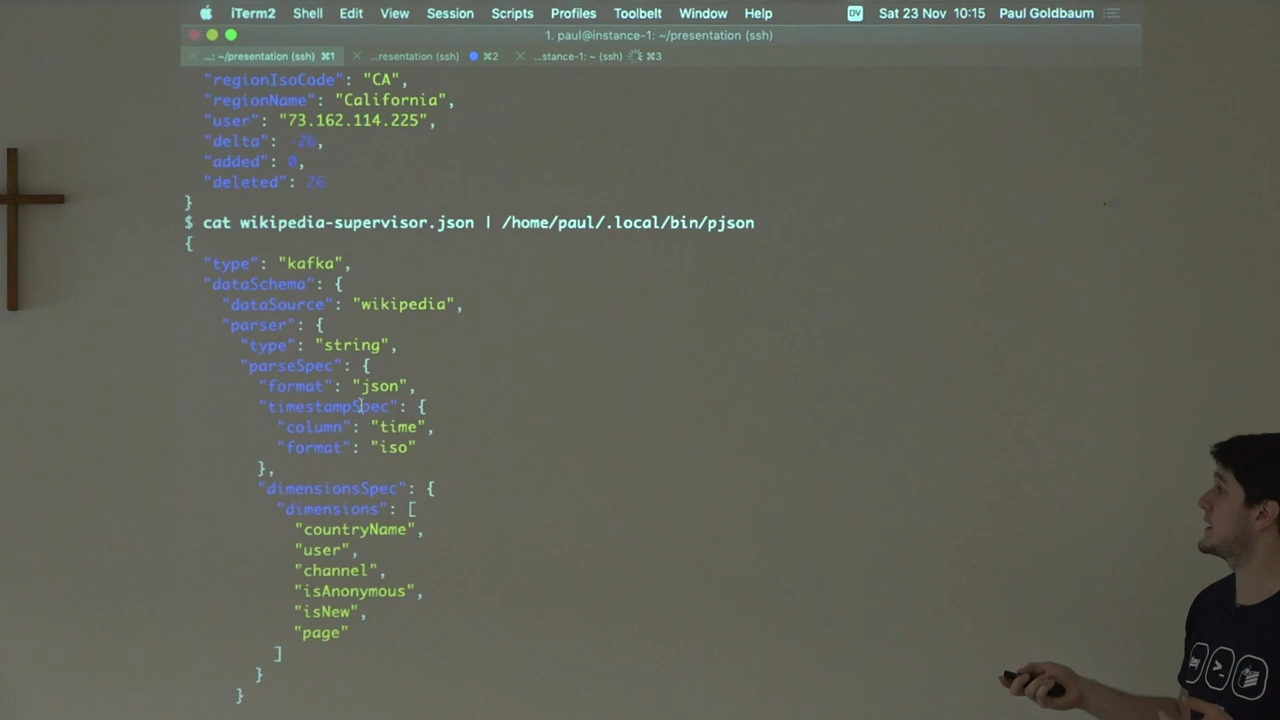 iTerm2 Shell Edit View Session Scripts Profiles Toolbelt Window Help DV Sat 23 Nov 10:15 Paul Goldbaum
1. paul@instance-1: ~/presentation (ssh)
...: ~/presentation (ssh) ⌘1 ...resentation (ssh) ⌘2 ...stance-1: ~ (ssh) ⌘3
"regionIsoCode": "CA",
"regionName": "California",
"user": "73.162.114.225",
"delta": -26,
"added": 0,
"deleted": 26
}
$ cat wikipedia-supervisor.json | /home/paul/.local/bin/pjson
{
"type": "kafka",
"dataSchema": {
"dataSource": "wikipedia",
"parser": {
"type": "string",
"parseSpec": {
"format": "json",
"timestampSpec": {
"column": "time",
"format": "iso"
},
"dimensionsSpec": {
"dimensions": [
"countryName",
"user",
"channel",
"isAnonymous",
"isNew",
"page"
]
}
}